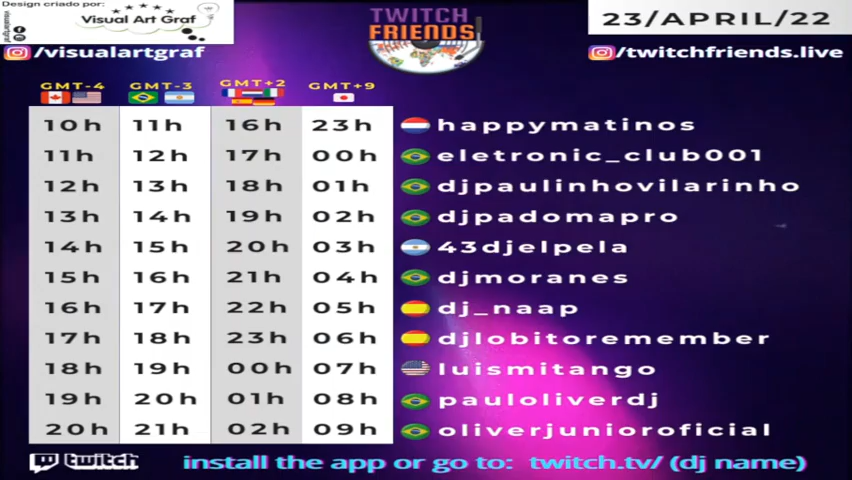 Design criado por:
Visual Art Graf
/visualartgraf
TWITCH
FRIENDS
23/APRIL/22
/twitchfriends.live
GMT-4 GMT-3 GMT+2 GMT+9
10h 11h 16h 23h happymatinos
11h 12h 17h 00h eletronic_club001
12h 13h 18h 01h djpaulinhovilarinho
13h 14h 19h 02h djpadomapro
14h 15h 20h 03h 43djelpela
15h 16h 21h 04h djmoranes
16h 17h 22h 05h dj_naap
17h 18h 23h 06h djlobitoremember
18h 19h 00h 07h luismitango
19h 20h 01h 08h pauloliverdj
20h 21h 02h 09h oliverjunioroficial
twitch install the app or go to: twitch.tv/ (dj name)